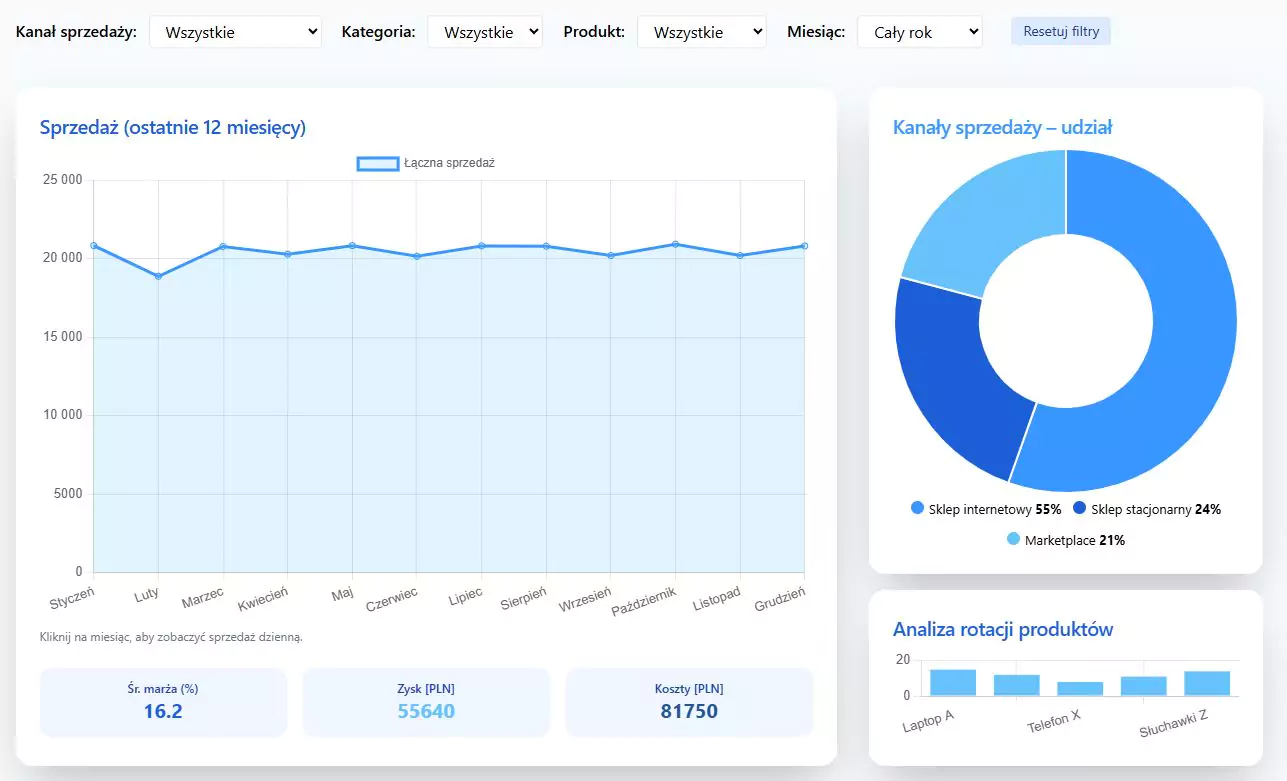 Kanał sprzedaży: Wszystkie Kategoria: Wszystkie Produkt: Wszystkie Miesiąc: Cały rok Resetuj filtry
Sprzedaż (ostatnie 12 miesięcy)
Łączna sprzedaż
25 000
20 000
15 000
10 000
5000
0
Styczeń Luty Marzec Kwiecień Maj Czerwiec Lipiec Sierpień Wrzesień Październik Listopad Grudzień
Kliknij na miesiąc, aby zobaczyć sprzedaż dzienną.
Śr. marża (%)
16.2
Zysk [PLN]
55640
Koszty [PLN]
81750
Kanały sprzedaży – udział
Sklep internetowy 55% Sklep stacjonarny 24%
Marketplace 21%
Analiza rotacji produktów
20
0
Laptop A Telefon X Słuchawki Z